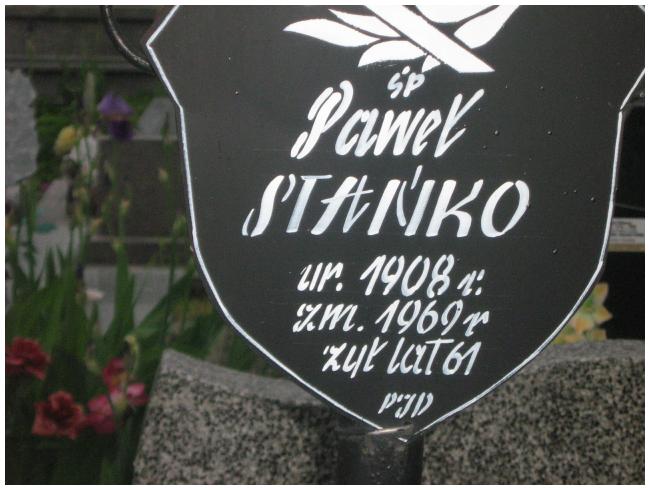 ŚP
Paweł
STAŃKO
ur. 1908 r.
zm. 1969 r
żył lat 61
PJD